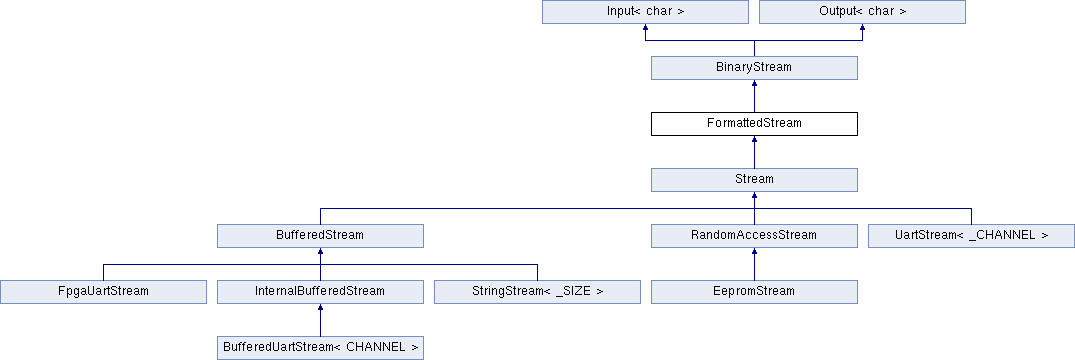 Input< char >
Output< char >
BinaryStream
FormattedStream
Stream
BufferedStream
RandomAccessStream
UartStream< _CHANNEL >
FpgaUartStream
InternalBufferedStream
StringStream< _SIZE >
EepromStream
BufferedUartStream< CHANNEL >